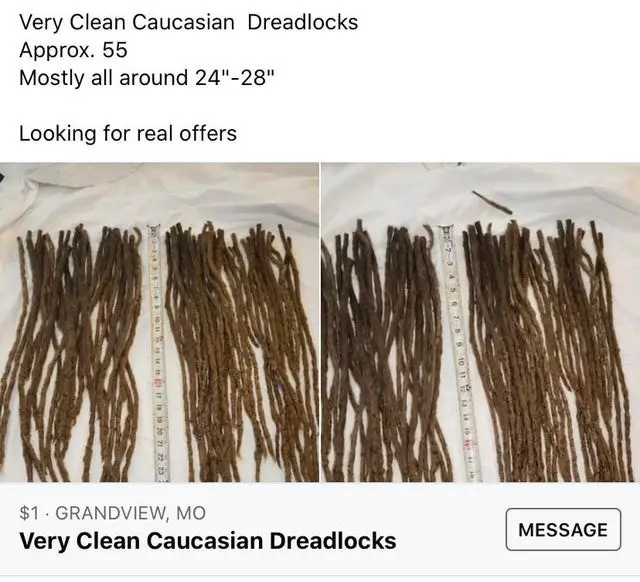 Very Clean Caucasian  Dreadlocks
Approx. 55
Mostly all around 24"-28"
Looking for real offers
$1 · GRANDVIEW, MO
Very Clean Caucasian Dreadlocks
MESSAGE